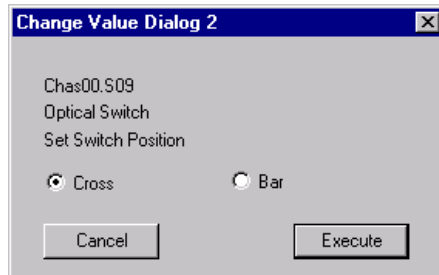 Change Value Dialog 2
Chas00.S09
Optical Switch
Set Switch Position
Cross Bar
Cancel Execute